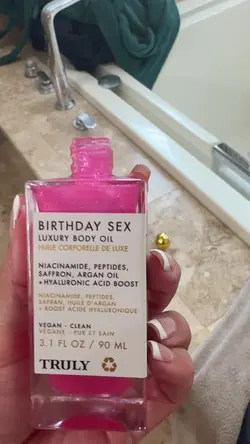 BIRTHDAY SEX
LUXURY BODY OIL
HUILE CORPORELLE DE LUXE
NIACINAMIDE, PEPTIDES,
SAFFRON, ARGAN OIL
+ HYALURONIC ACID BOOST
NIACINAMIDE, PEPTIDES,
SAFRAN, HUILE D'ARGAN
+ BOOST ACIDE HYALURONIQUE
VEGAN · CLEAN
VÉGANE · PUR ET SAIN
3.1 FL OZ / 90 ML
TRULY